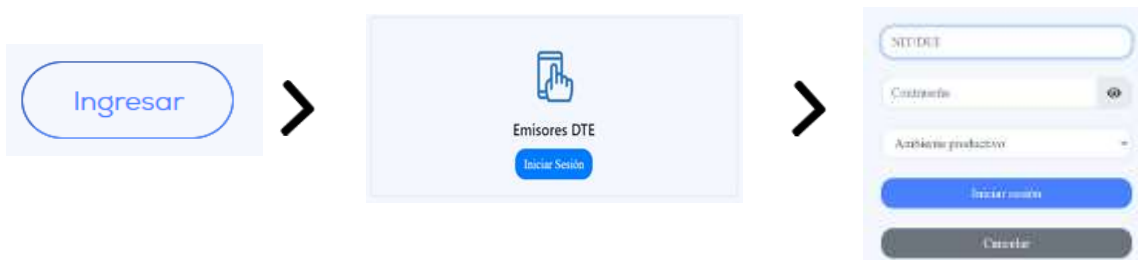 Ingresar
Emisores DTE
Iniciar Sesión
NIT/DUI
Contraseña
Ambiente productivo
Iniciar sesión
Cancelar